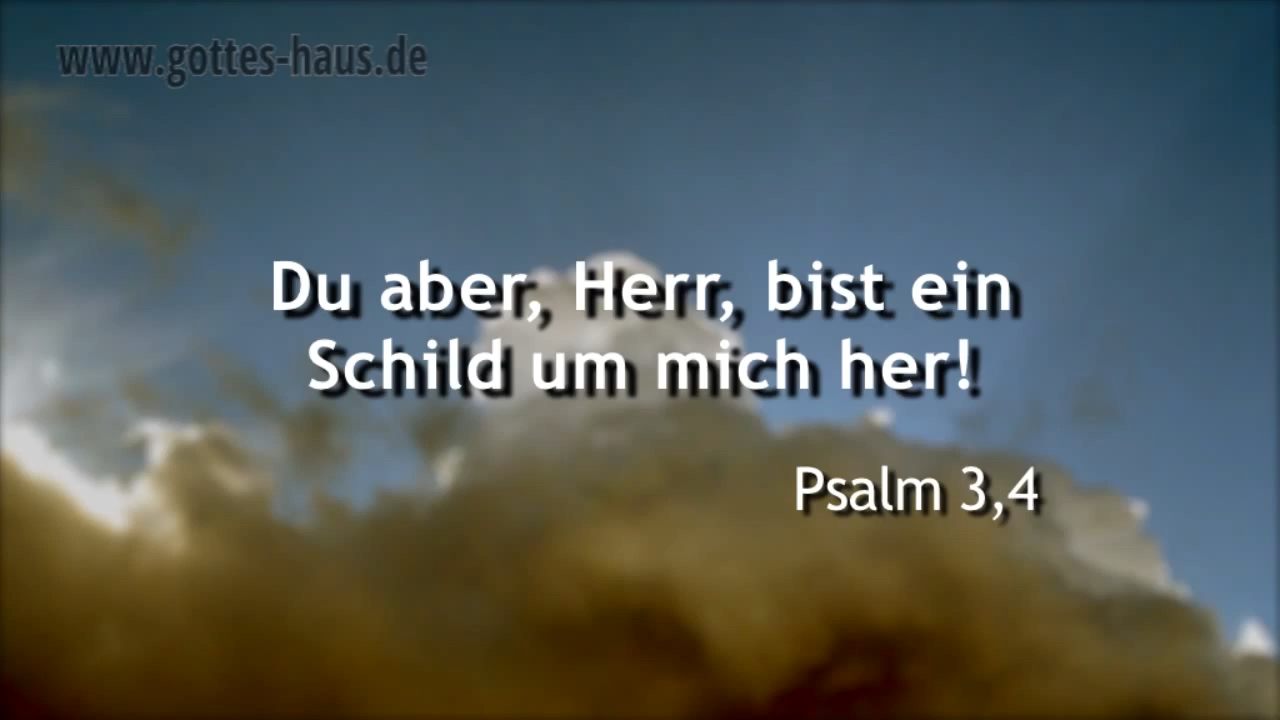 www.gottes-haus.de
Du aber, Herr, bist ein
Schild um mich her!
Psalm 3,4